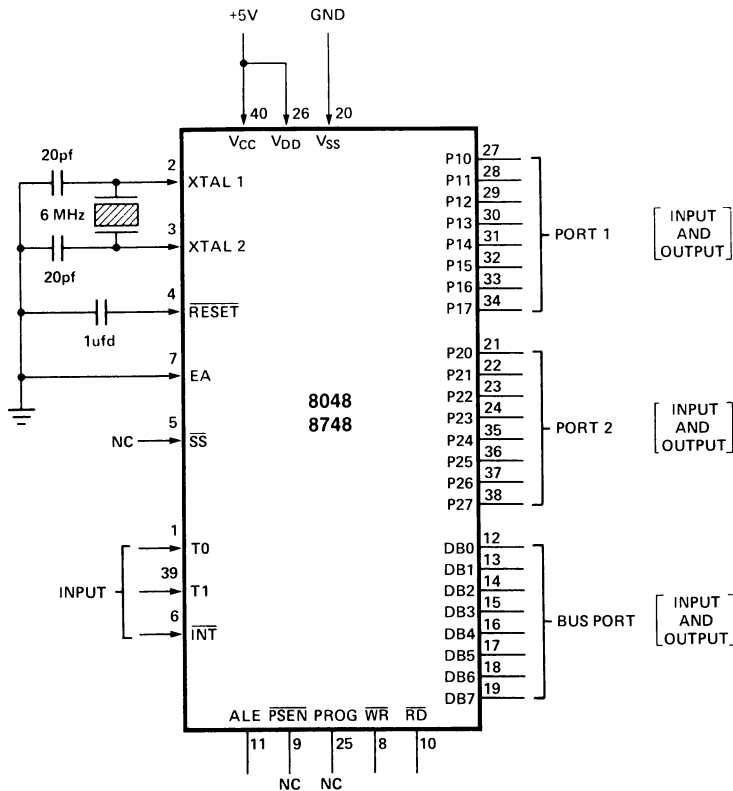 +5V GND
40 26 20
VCC VDD VSS
20pf
2
XTAL 1
6 MHz
3
XTAL 2
20pf
4
RESET
1ufd
7
EA
5
NC
SS
1
T0
39
INPUT
T1
6
INT
8048
8748
P10 27
P11 28
P12 29
P13 30
P14 31
P15 32
P16 33
P17 34
PORT 1
INPUT
AND
OUTPUT
P20 21
P21 22
P22 23
P23 24
P24 35
P25 36
P26 37
P27 38
PORT 2
INPUT
AND
OUTPUT
DB0 12
DB1 13
DB2 14
DB3 15
DB4 16
DB5 17
DB6 18
DB7 19
BUS PORT
INPUT
AND
OUTPUT
ALE PSEN PROG WR RD
11 9 25 8 10
NC NC